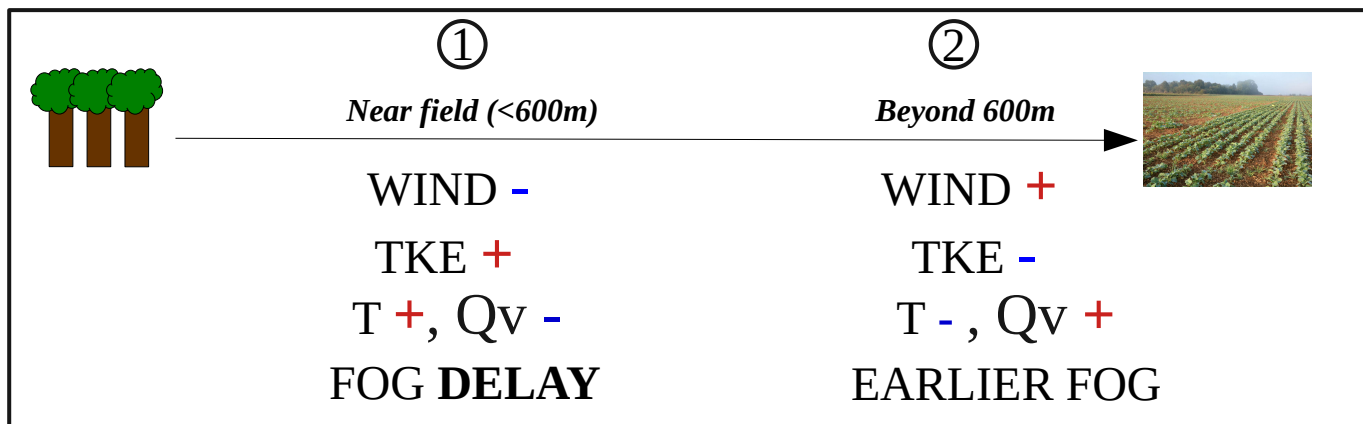 ① ②
Near field (<600m) Beyond 600m
WIND - WIND +
TKE + TKE -
T +, Qv - T - , Qv +
FOG DELAY EARLIER FOG